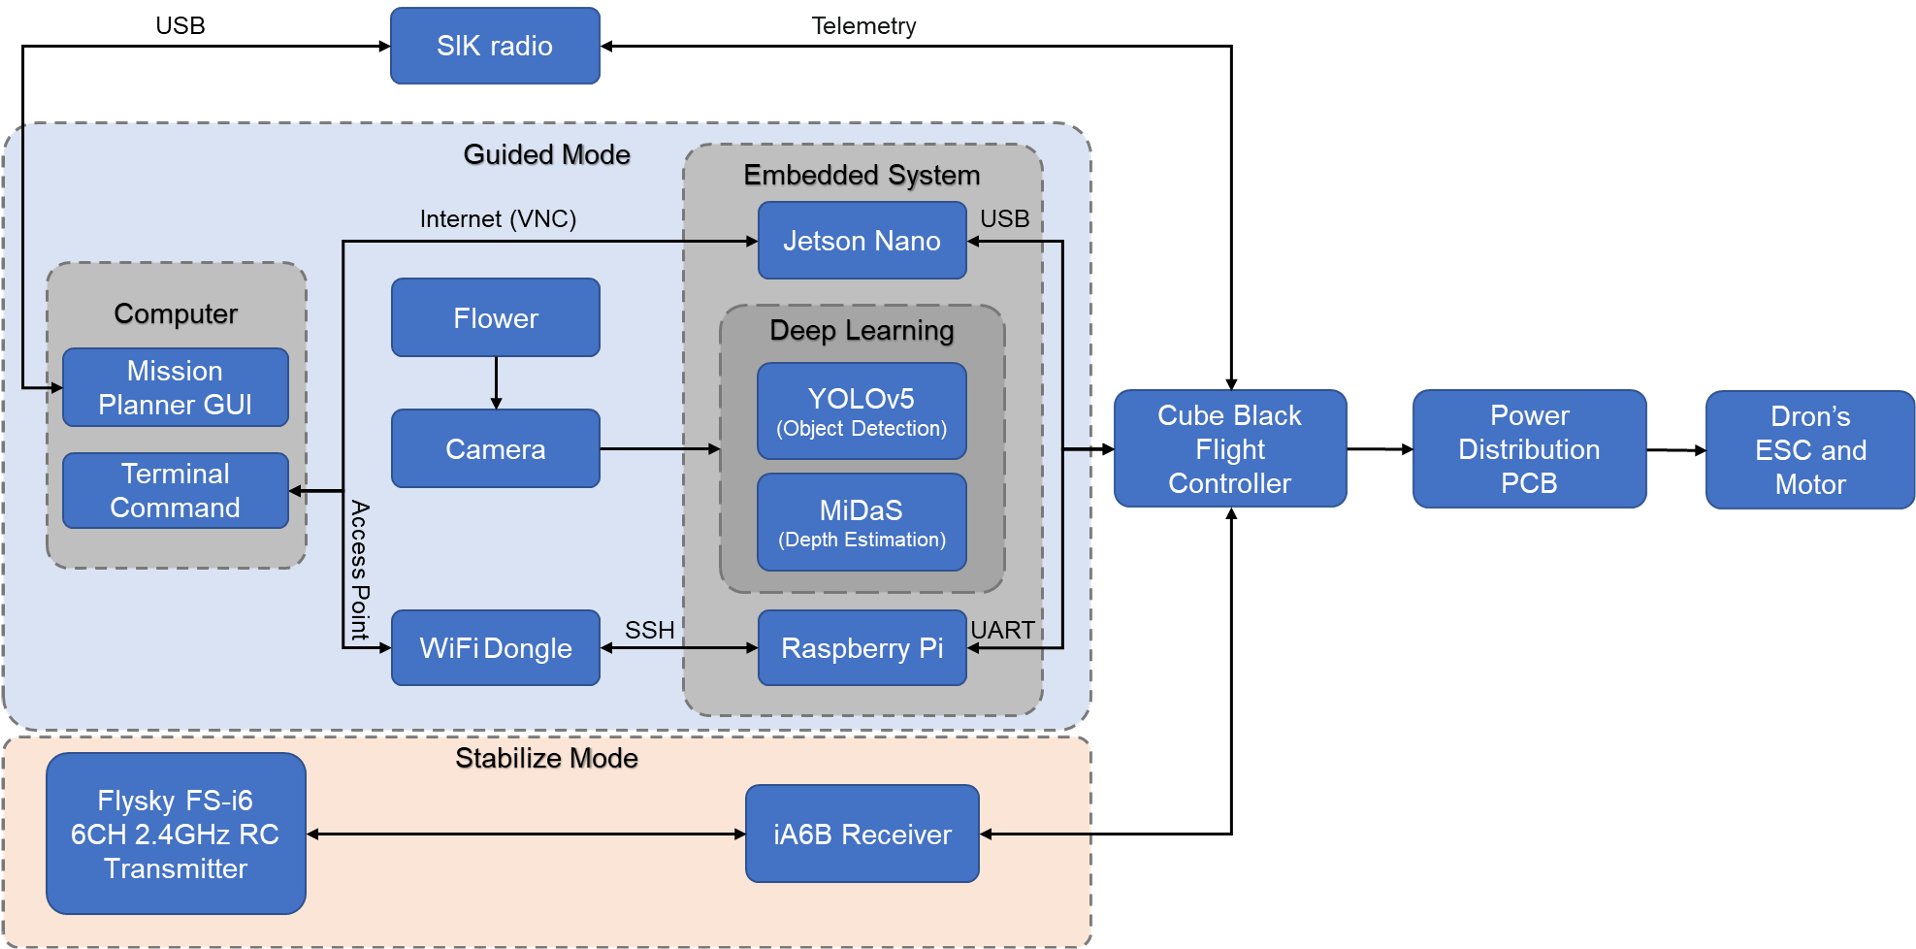 USB
SIK radio
Telemetry
Guided Mode
Embedded System
Internet (VNC)
Jetson Nano
USB
Computer
Mission
Planner GUI
Terminal
Command
Flower
Camera
Deep Learning
YOLOv5
(Object Detection)
MiDaS
(Depth Estimation)
Access Point
WiFi Dongle
SSH
Raspberry Pi
UART
Cube Black
Flight
Controller
Power
Distribution
PCB
Dron’s
ESC and
Motor
Stabilize Mode
Flysky FS-i6
6CH 2.4GHz RC
Transmitter
iA6B Receiver